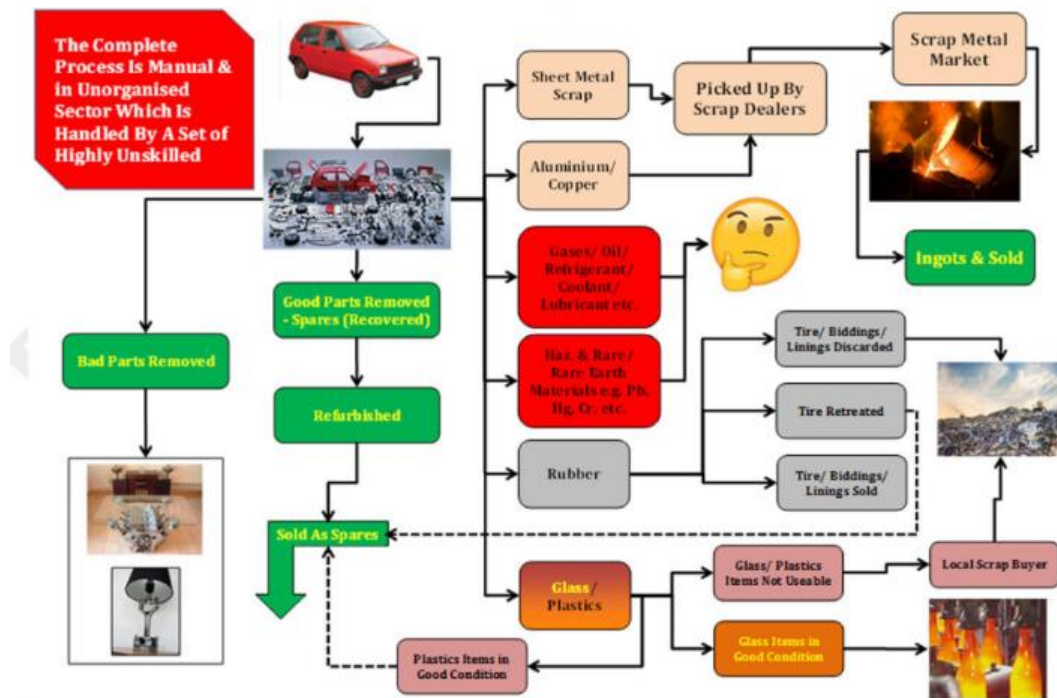 The Complete
Process Is Manual &
in Unorganised
Sector Which Is
Handled By A Set of
Highly Unskilled
Sheet Metal
Scrap
Picked Up By
Scrap Dealers
Scrap Metal
Market
Aluminium/
Copper
Gases/ Oil/
Refrigerant/
Coolant/
Lubricant etc.
Ingots & Sold
Good Parts Removed
- Spares (Recovered)
Bad Parts Removed
Haz. & Rare/
Rare Earth
Materials e.g. Pb,
Hg, Cr. etc.
Tire/ Biddings/
Linings Discarded
Refurbished
Tire Retreated
Rubber
Tire/ Biddings/
Linings Sold
Sold As Spares
Glass/
Plastics
Glass/ Plastics
Items Not Useable
Local Scrap Buyer
Plastics Items in
Good Condition
Glass Items in
Good Condition